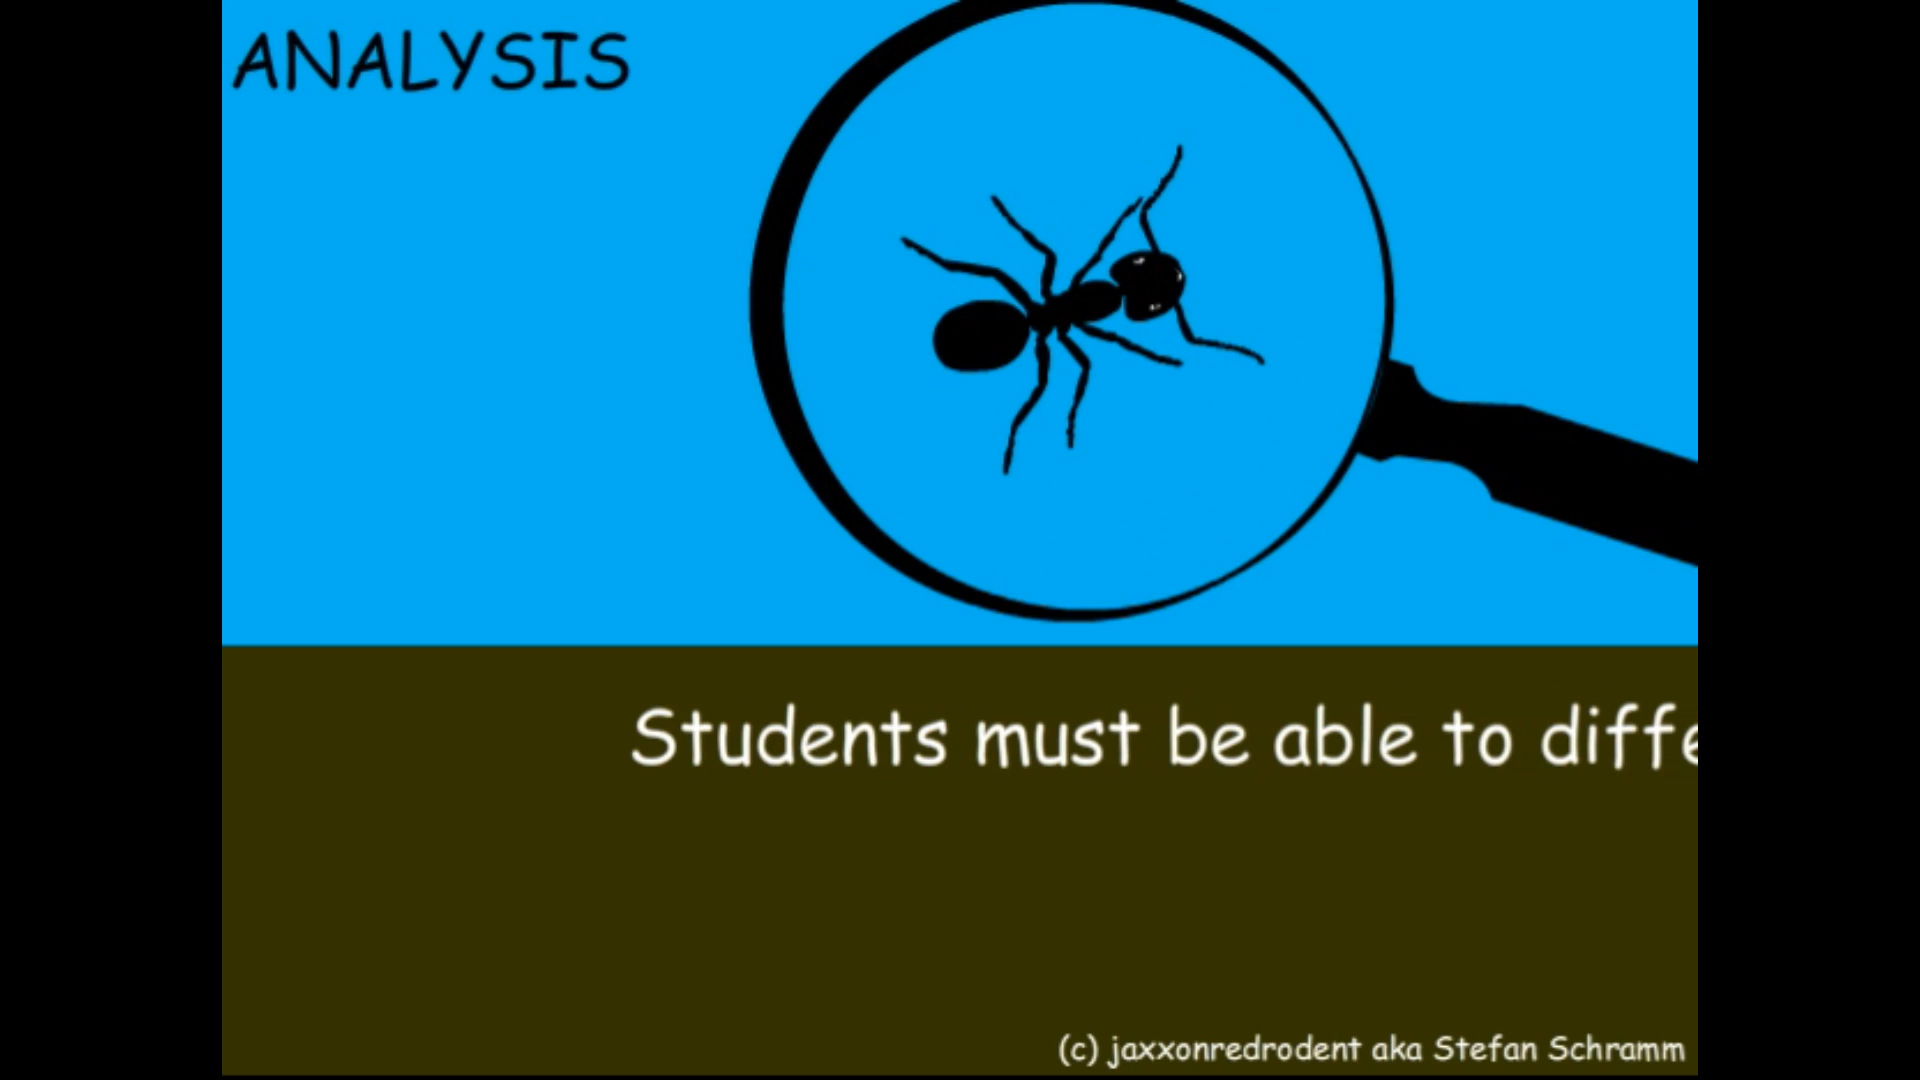 ANALYSIS
Students must be able to diffe
(c) jaxxonredrodent aka Stefan Schramm